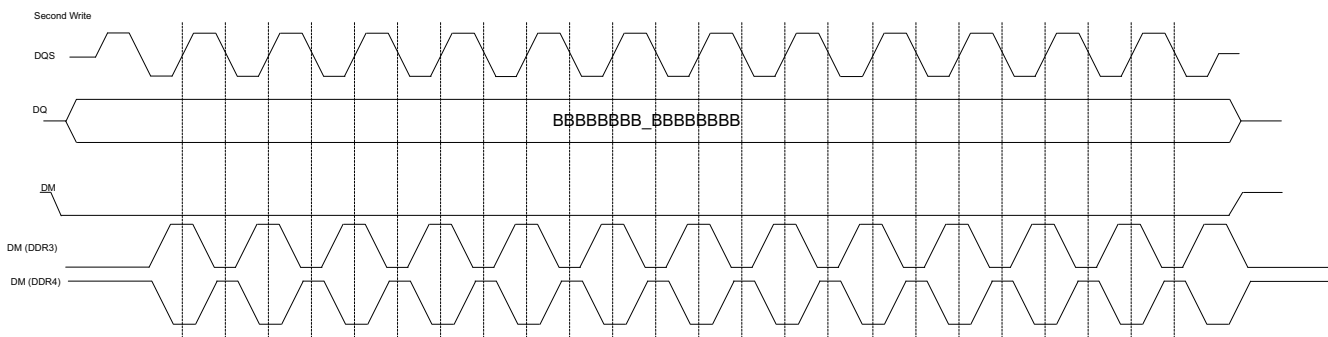 Second Write
DQS
DQ
BBBBBBBB_BBBBBBBB
DM
DM (DDR3)
DM (DDR4)